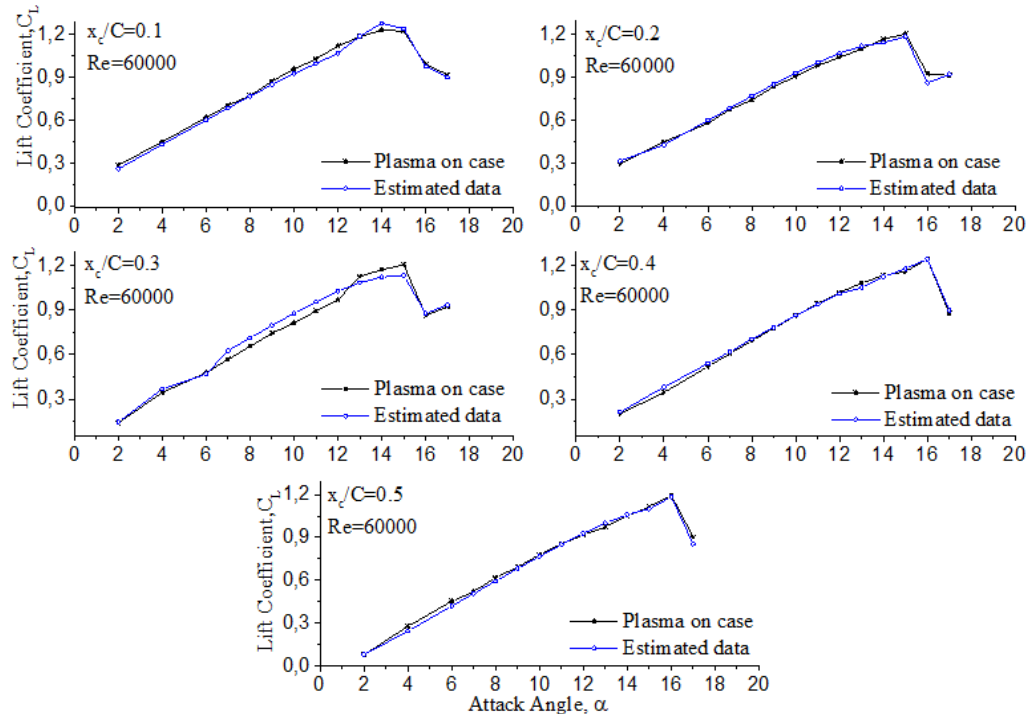 x_c/C=0.1
Re=60000
Lift Coefficient,C_L
1,2
0,9
0,6
0,3
0,0
Plasma on case
Estimated data
0 2 4 6 8 10 12 14 16 18 20
x_c/C=0.2
Re=60000
1,2
0,9
0,6
0,3
0,0
Plasma on case
Estimated data
0 2 4 6 8 10 12 14 16 18 20
x_c/C=0.3
Re=60000
Lift Coefficient,C_L
1,2
0,9
0,6
0,3
Plasma on case
Estimated data
0 2 4 6 8 10 12 14 16 18 20
x_c/C=0.4
Re=60000
1,2
0,9
0,6
0,3
Plasma on case
Estimated data
0 2 4 6 8 10 12 14 16 18 20
x_c/C=0.5
Re=60000
Lift Coefficient,C_L
1,2
0,9
0,6
0,3
0,0
Plasma on case
Estimated data
0 2 4 6 8 10 12 14 16 18 20
Attack Angle, α